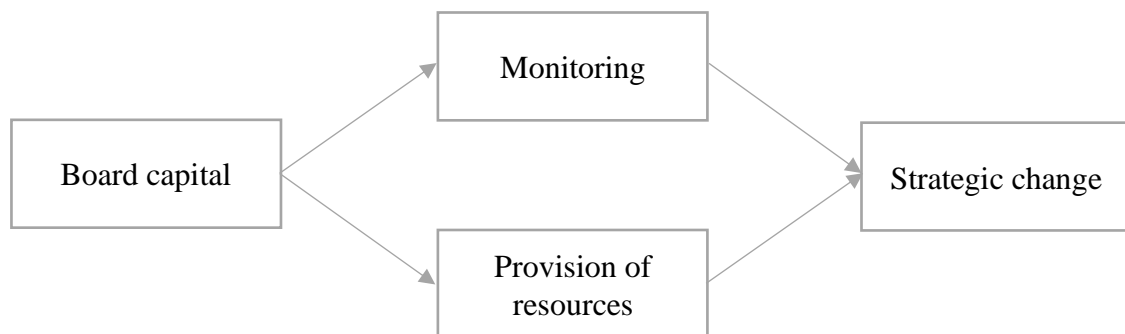 Monitoring
Board capital
Strategic change
Provision of
resources